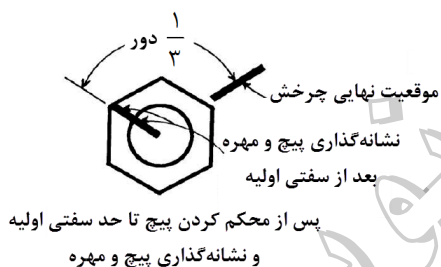 ۱/۳ دور
موقعیت نهایی چرخش
نشانه‌گذاری پیچ و مهره
بعد از سفتی اولیه
پس از محکم کردن پیچ تا حد سفتی اولیه
و نشانه‌گذاری پیچ و مهره